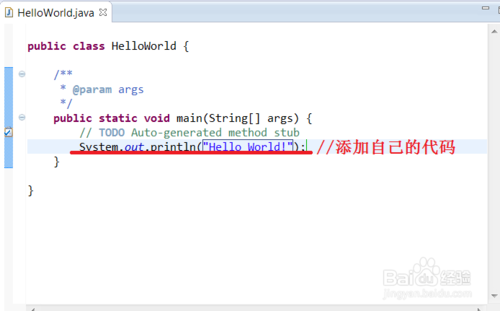 HelloWorld.java
public class HelloWorld {
/**
* @param args
*/
public static void main(String[] args) {
// TODO Auto-generated method stub
System.out.println("Hello World!"); //添加自己的代码
}
}
Baidu 经验
jingyan.baidu.com